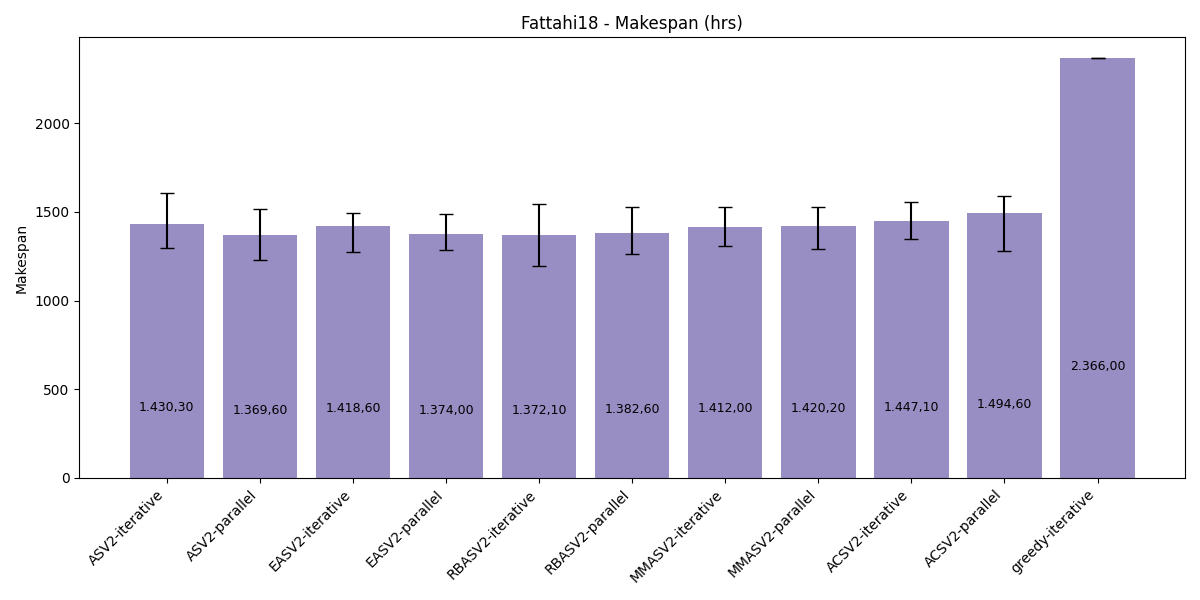 Fattahi18 - Makespan (hrs)
Makespan
2000
1500
1000
500
0
1.430,30
1.369,60
1.418,60
1.374,00
1.372,10
1.382,60
1.412,00
1.420,20
1.447,10
1.494,60
2.366,00
ASV2-iterative
ASV2-parallel
EASV2-iterative
EASV2-parallel
RBASV2-iterative
RBASV2-parallel
MMASV2-iterative
MMASV2-parallel
ACSV2-iterative
ACSV2-parallel
greedy-iterative